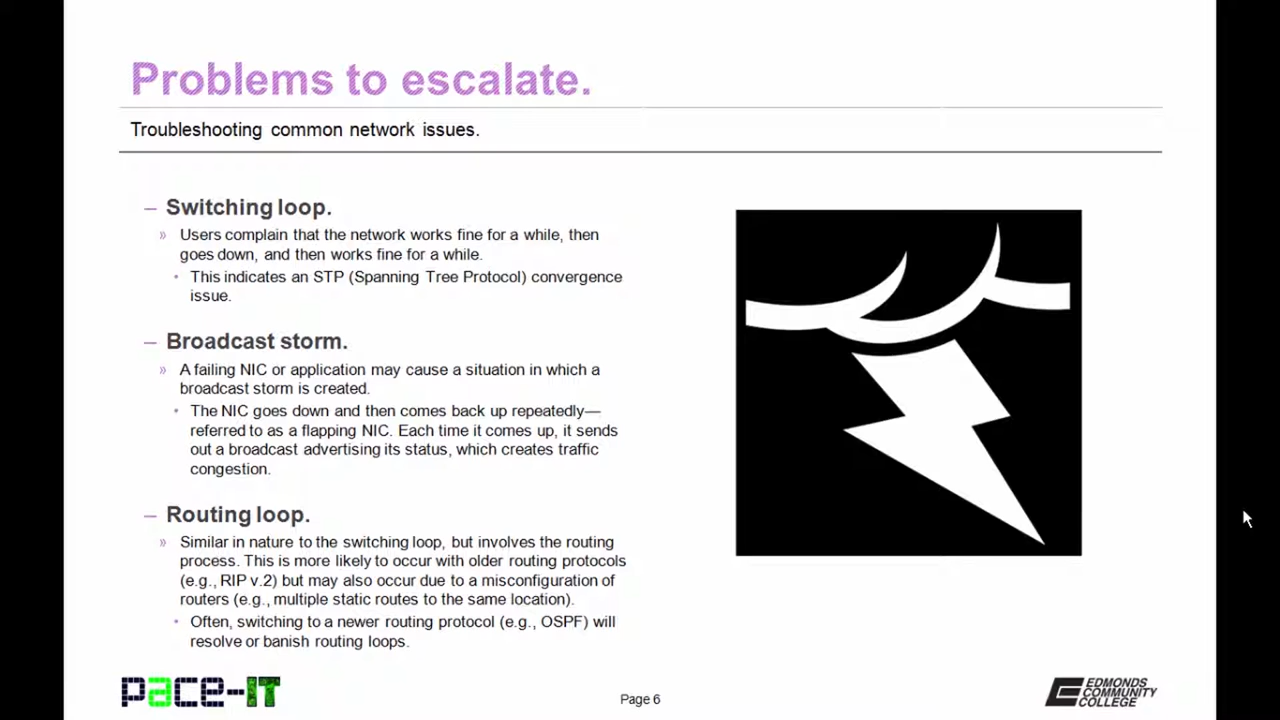 Problems to escalate.
Troubleshooting common network issues.
– Switching loop.
» Users complain that the network works fine for a while, then
goes down, and then works fine for a while.
• This indicates an STP (Spanning Tree Protocol) convergence
issue.
– Broadcast storm.
» A failing NIC or application may cause a situation in which a
broadcast storm is created.
• The NIC goes down and then comes back up repeatedly—
referred to as a flapping NIC. Each time it comes up, it sends
out a broadcast advertising its status, which creates traffic
congestion.
– Routing loop.
» Similar in nature to the switching loop, but involves the routing
process. This is more likely to occur with older routing protocols
(e.g., RIP v.2) but may also occur due to a misconfiguration of
routers (e.g., multiple static routes to the same location).
• Often, switching to a newer routing protocol (e.g., OSPF) will
resolve or banish routing loops.
pace-IT
Page 6
EDMONDS
COMMUNITY
COLLEGE